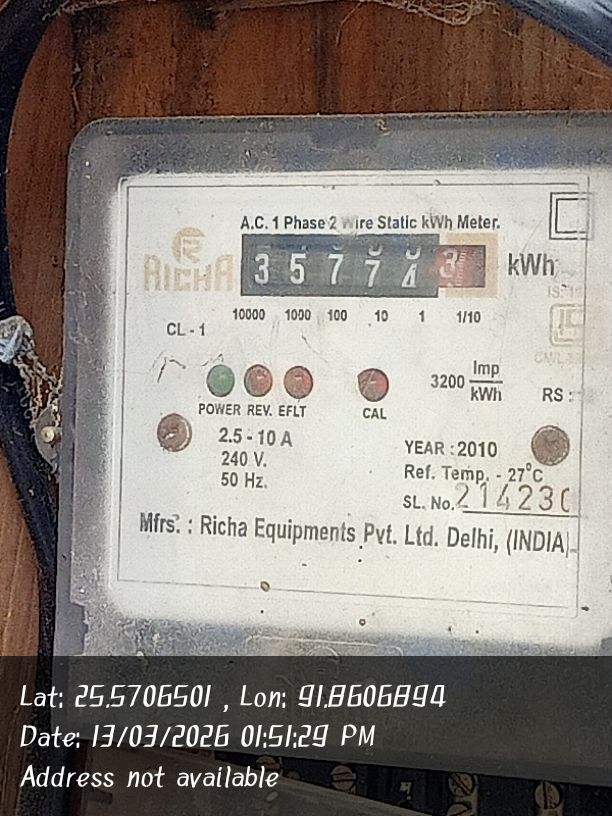 A.C. 1 Phase 2 Wire Static kWh Meter.
RICHA
35774 8 kWh
10000 1000 100 10 1 1/10
CL - 1
3200 Imp/kWh
RS :
POWER REV. EFLT CAL
2.5 - 10 A
240 V.
50 Hz.
YEAR : 2010
Ref. Temp. - 27°C
SL. No.
Mfrs. : Richa Equipments Pvt. Ltd. Delhi, (INDIA)
Lat: 25.5706501 , Lon: 91.8606894
Date: 13/03/2026 01:51:29 PM
Address not available